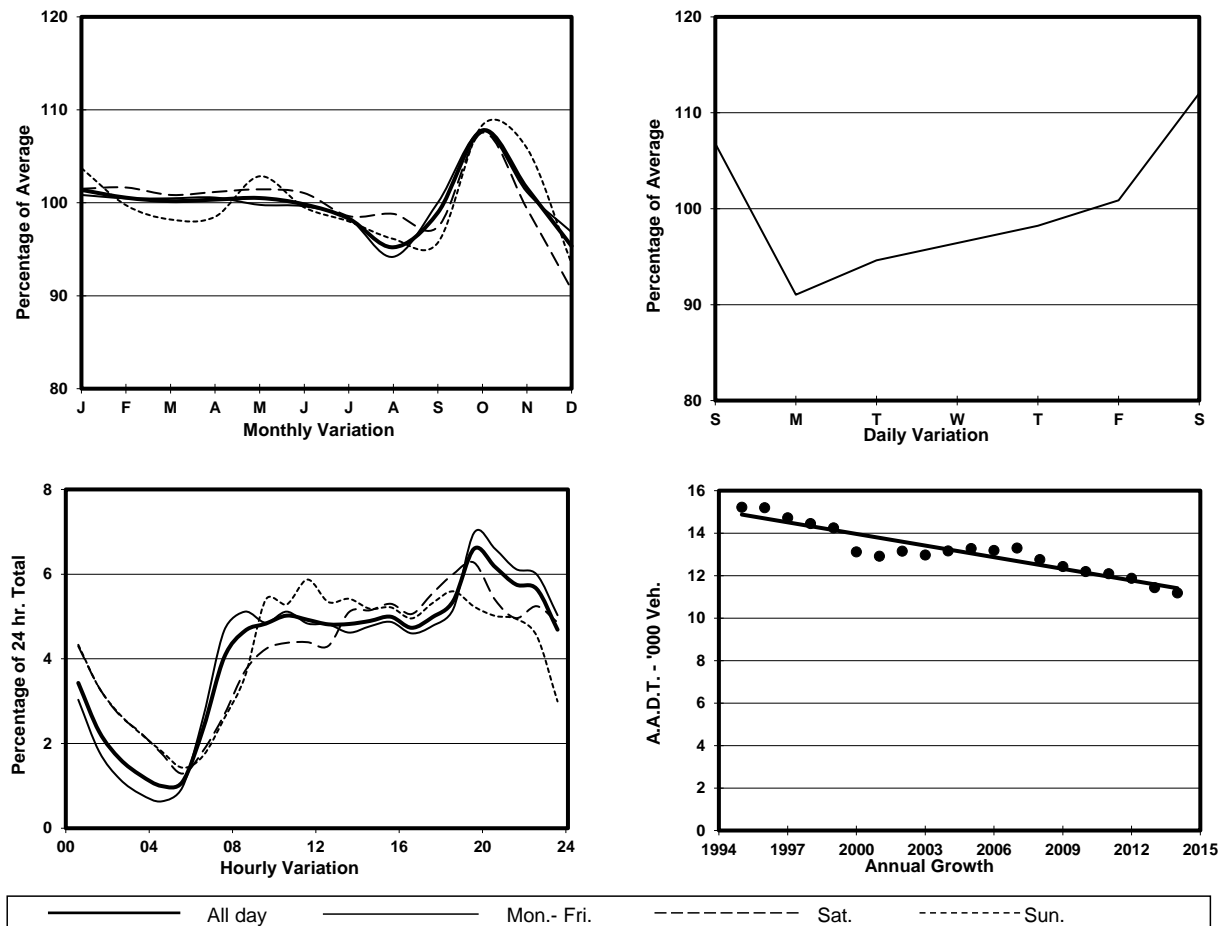 120
110
100
90
80
Percentage of Average
J F M A M J J A S O N D
Monthly Variation
120
110
100
90
80
Percentage of Average
S M T W T F S
Daily Variation
8
6
4
2
0
Percentage of 24 hr. Total
00 04 08 12 16 20 24
Hourly Variation
16
14
12
10
8
6
4
2
0
A.A.D.T. - '000 Veh.
1994 1997 2000 2003 2006 2009 2012 2015
Annual Growth
All day Mon.- Fri. Sat. Sun.